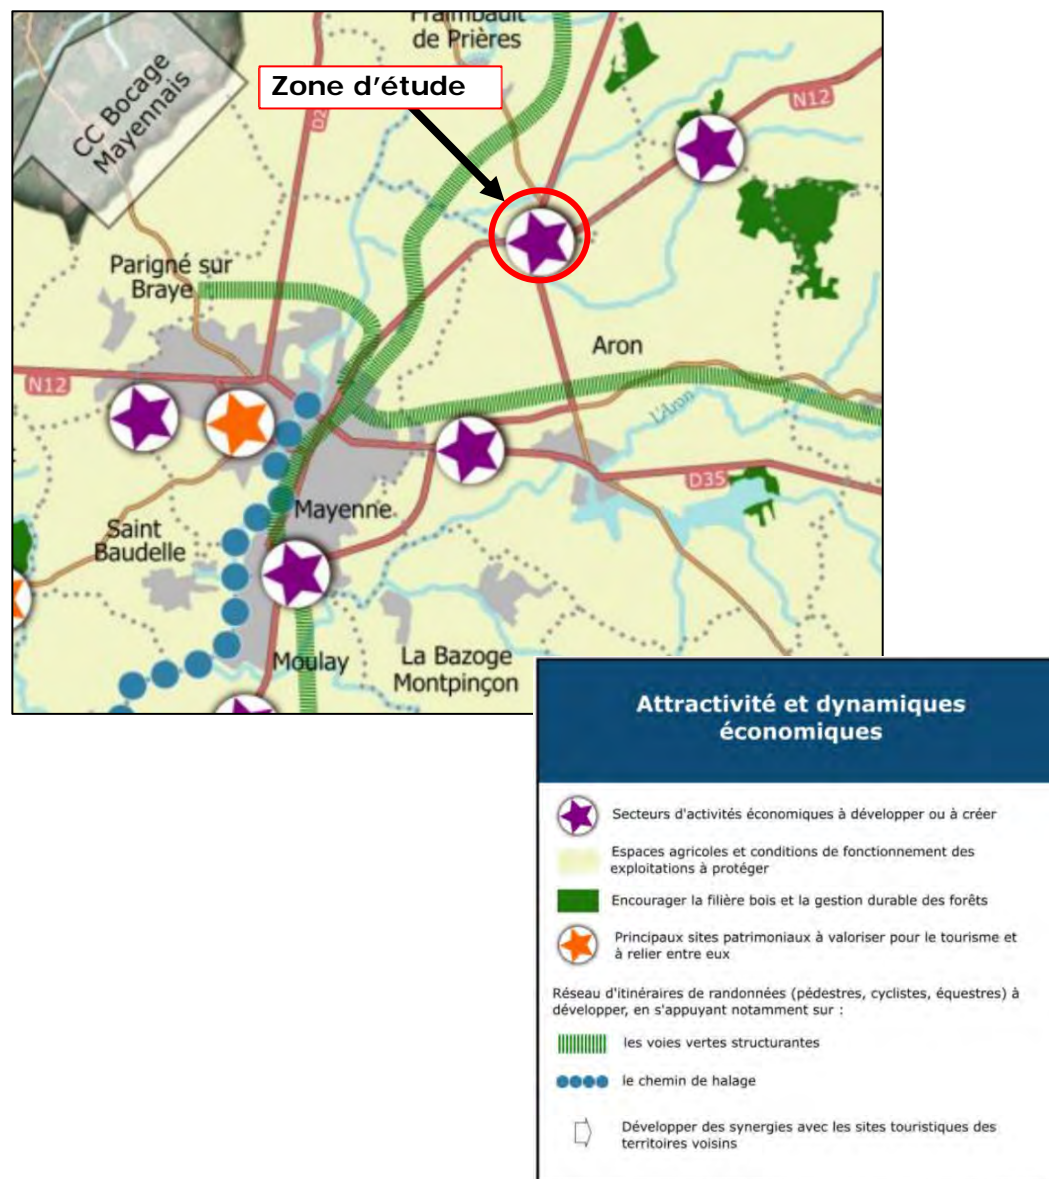 Fraimbault
de Prières
Zone d'étude
N12
CC Bocage
Mayennais
Parigné sur
Braye
Aron
N12
L'Aron
D35
Mayenne
Saint
Baudelle
Moulay
La Bazoge
Montpinçon
Attractivité et dynamiques
économiques
Secteurs d'activités économiques à développer ou à créer
Espaces agricoles et conditions de fonctionnement des
exploitations à protéger
Encourager la filière bois et la gestion durable des forêts
Principaux sites patrimoniaux à valoriser pour le tourisme et
à relier entre eux
Réseau d'itinéraires de randonnées (pédestres, cyclistes, équestres) à
développer, en s'appuyant notamment sur :
les voies vertes structurantes
le chemin de halage
Développer des synergies avec les sites touristiques des
territoires voisins